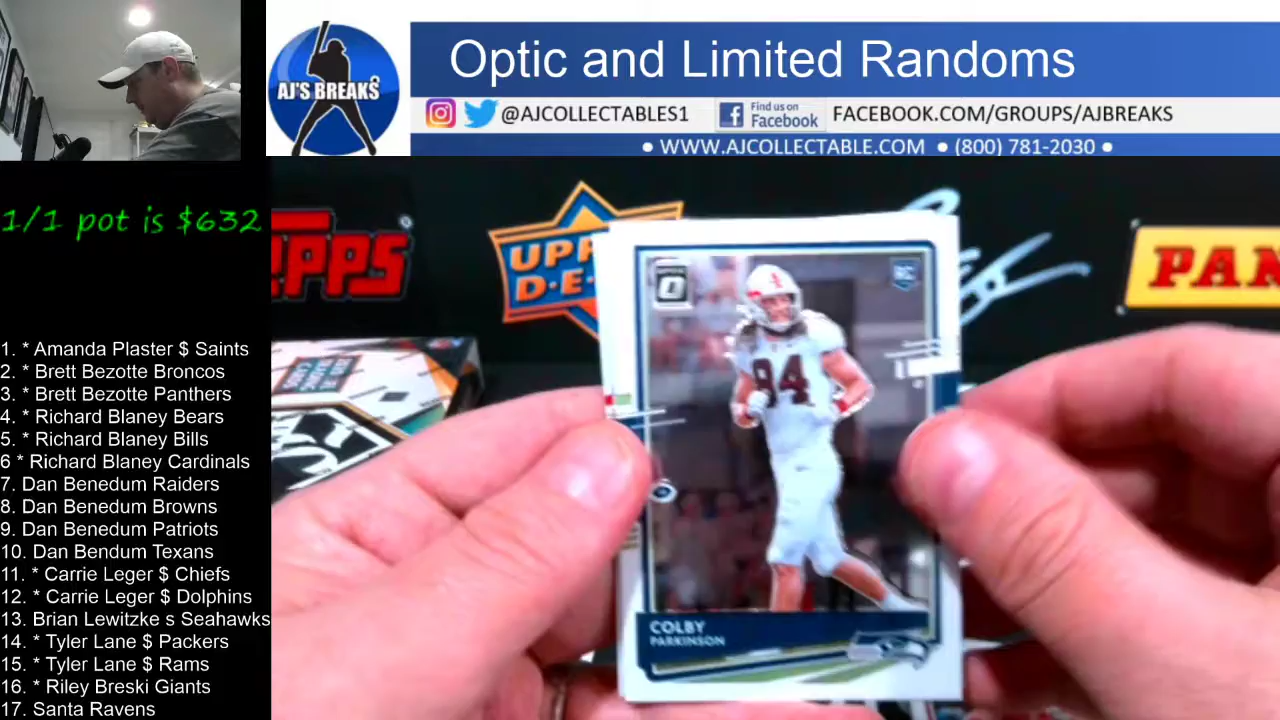 Optic and Limited Randoms
AJ'S BREAKS
@AJCOLLECTABLES1
Find us on
Facebook
FACEBOOK.COM/GROUPS/AJBREAKS
• WWW.AJCOLLECTABLE.COM • (800) 781-2030 •
1/1 pot is $632
1. * Amanda Plaster $ Saints
2. * Brett Bezotte Broncos
3. * Brett Bezotte Panthers
4. * Richard Blaney Bears
5. * Richard Blaney Bills
6 * Richard Blaney Cardinals
7. Dan Benedum Raiders
8. Dan Benedum Browns
9. Dan Benedum Patriots
10. Dan Bendum Texans
11. * Carrie Leger $ Chiefs
12. * Carrie Leger $ Dolphins
13. Brian Lewitzke s Seahawks
14. * Tyler Lane $ Packers
15. * Tyler Lane $ Rams
16. * Riley Breski Giants
17. Santa Ravens
TOPPS
UPP
D·E
PAN
RC
84
COLBY
PARKINSON